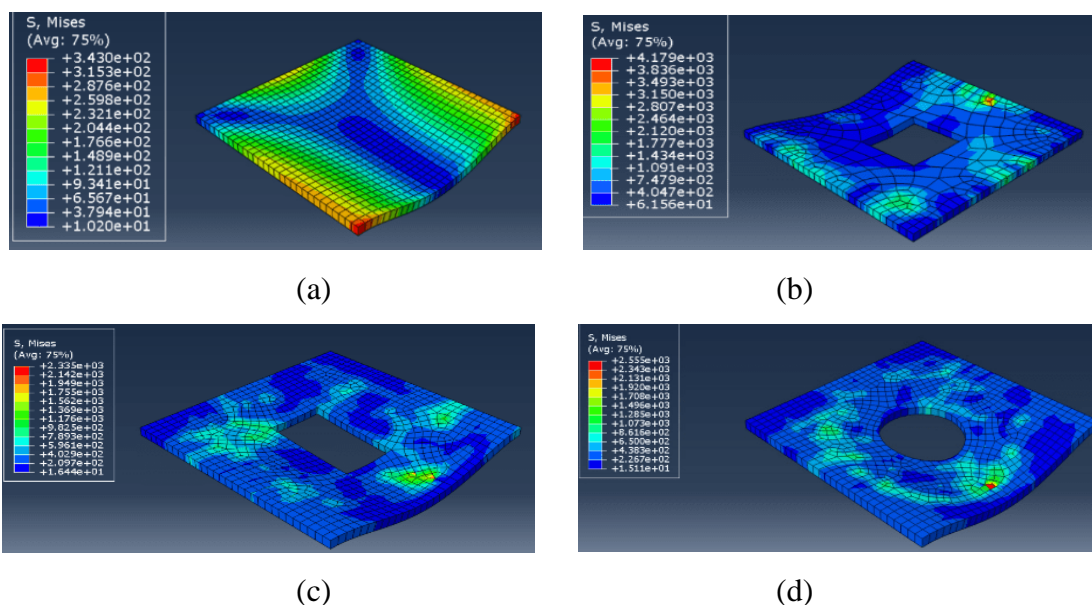 S, Mises
(Avg: 75%)
+3.430e+02
+3.153e+02
+2.876e+02
+2.598e+02
+2.321e+02
+2.044e+02
+1.766e+02
+1.489e+02
+1.211e+02
+9.341e+01
+6.567e+01
+3.794e+01
+1.020e+01
(a)
S, Mises
(Avg: 75%)
+4.179e+03
+3.836e+03
+3.493e+03
+3.150e+03
+2.807e+03
+2.464e+03
+2.120e+03
+1.777e+03
+1.434e+03
+1.091e+03
+7.479e+02
+4.047e+02
+6.156e+01
(b)
S, Mises
(Avg: 75%)
+2.335e+03
+2.142e+03
+1.949e+03
+1.755e+03
+1.562e+03
+1.369e+03
+1.176e+03
+9.825e+02
+7.893e+02
+5.961e+02
+4.029e+02
+2.097e+02
+1.644e+01
(c)
S, Mises
(Avg: 75%)
+2.555e+03
+2.343e+03
+2.131e+03
+1.920e+03
+1.708e+03
+1.496e+03
+1.285e+03
+1.073e+03
+8.616e+02
+6.500e+02
+4.383e+02
+2.267e+02
+1.511e+01
(d)